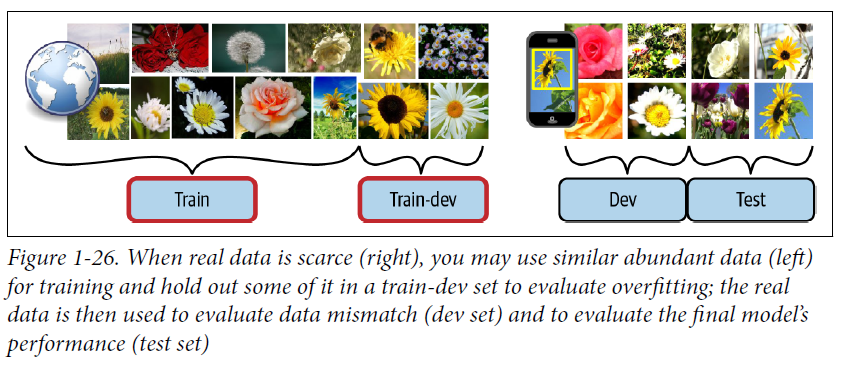 Train
Train-dev
Dev
Test
Figure 1-26. When real data is scarce (right), you may use similar abundant data (left)
for training and hold out some of it in a train-dev set to evaluate overfitting; the real
data is then used to evaluate data mismatch (dev set) and to evaluate the final model’s
performance (test set)